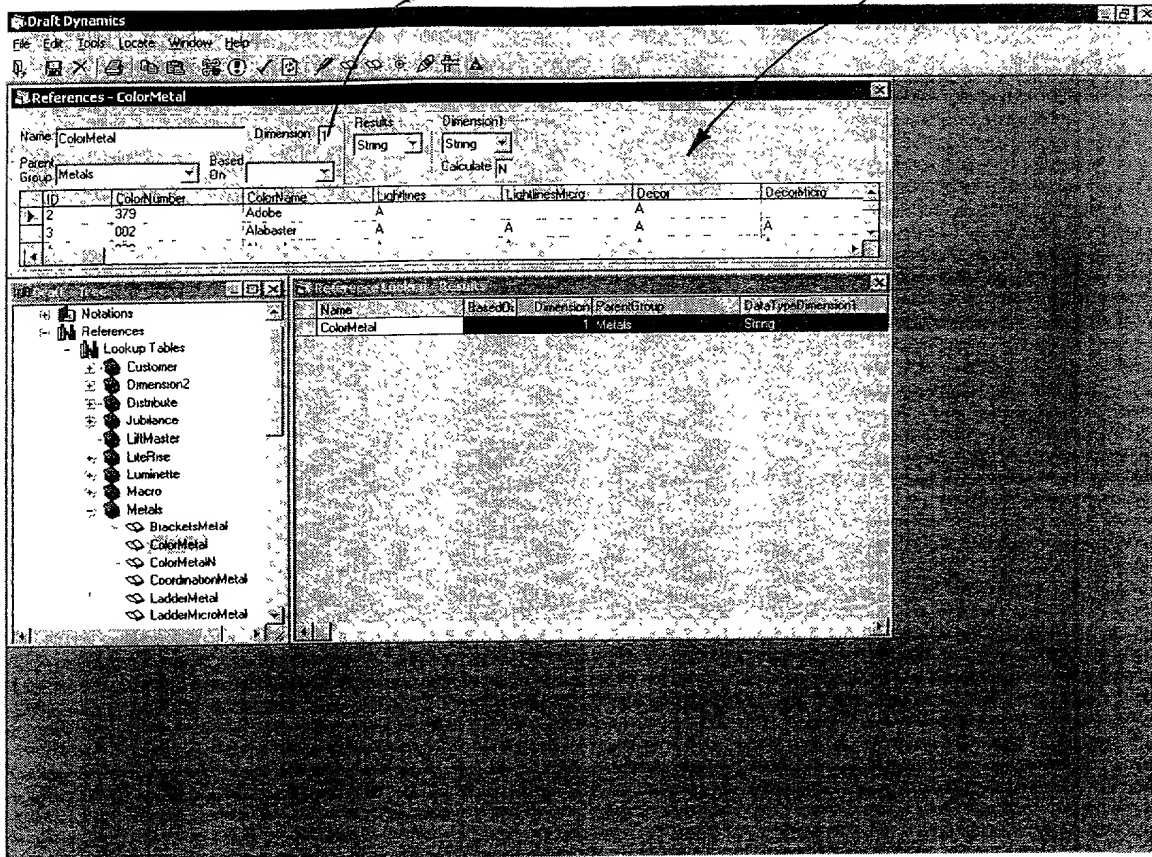 Draft Dynamics
File Edit Tools Locate Window Help
References - ColorMetal
Name ColorMetal Dimension 1 Results Dimension1
String String
Parent Group Metals Based On Calculate N
ID ColorNumber ColorName Lightlines LightlinesMicro Decor DecorMicro
2 379 Adobe A A
3 002 Alabaster A A A A
Reference Lookup - Results
Notations
References
Lookup Tables
Customer
Dimension2
Distribute
Jubilance
LiftMaster
LiteRise
Luminette
Macro
Metals
BracketsMetal
ColorMetal
ColorMetalN
CoordinationMetal
LadderMetal
LadderMicroMetal
Name BasedOn Dimension ParentGroup DataTypeDimension1
ColorMetal 1 Metals String